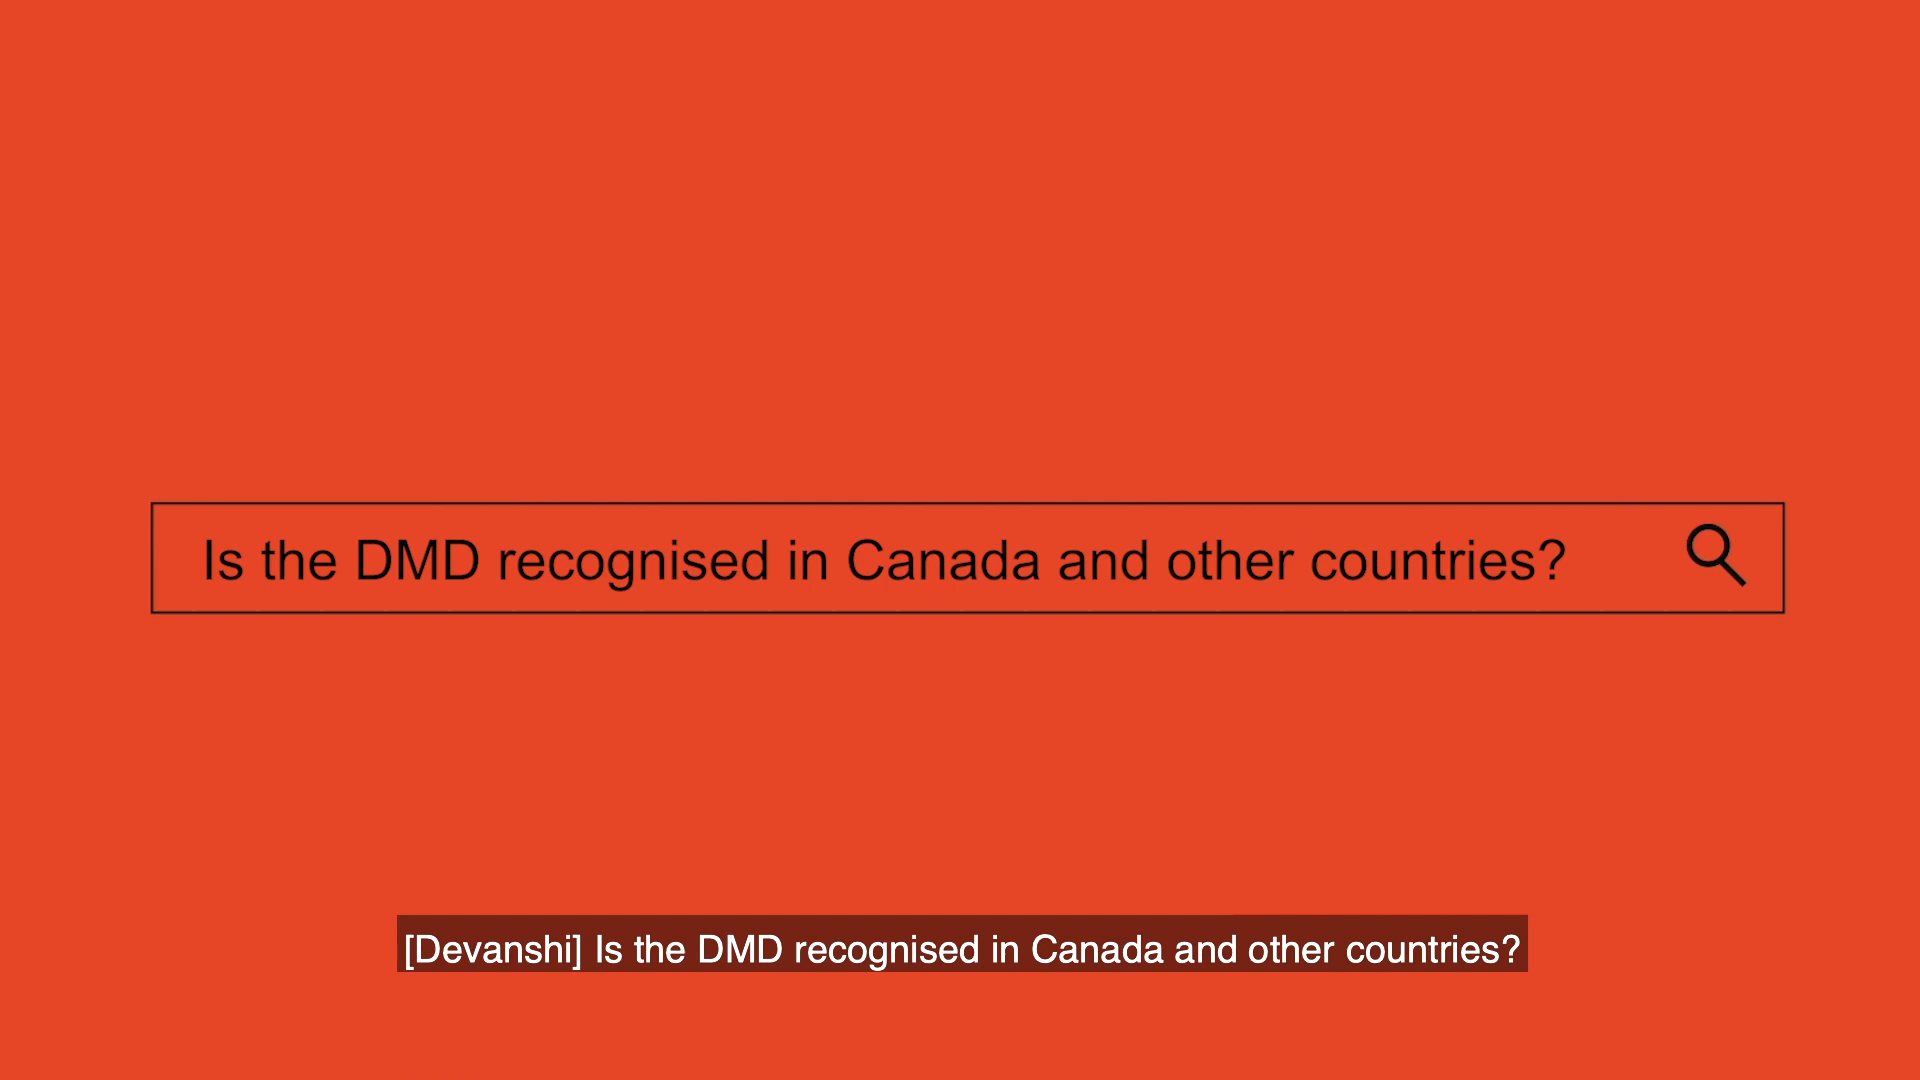 Is the DMD recognised in Canada and other countries?
[Devanshi] Is the DMD recognised in Canada and other countries?